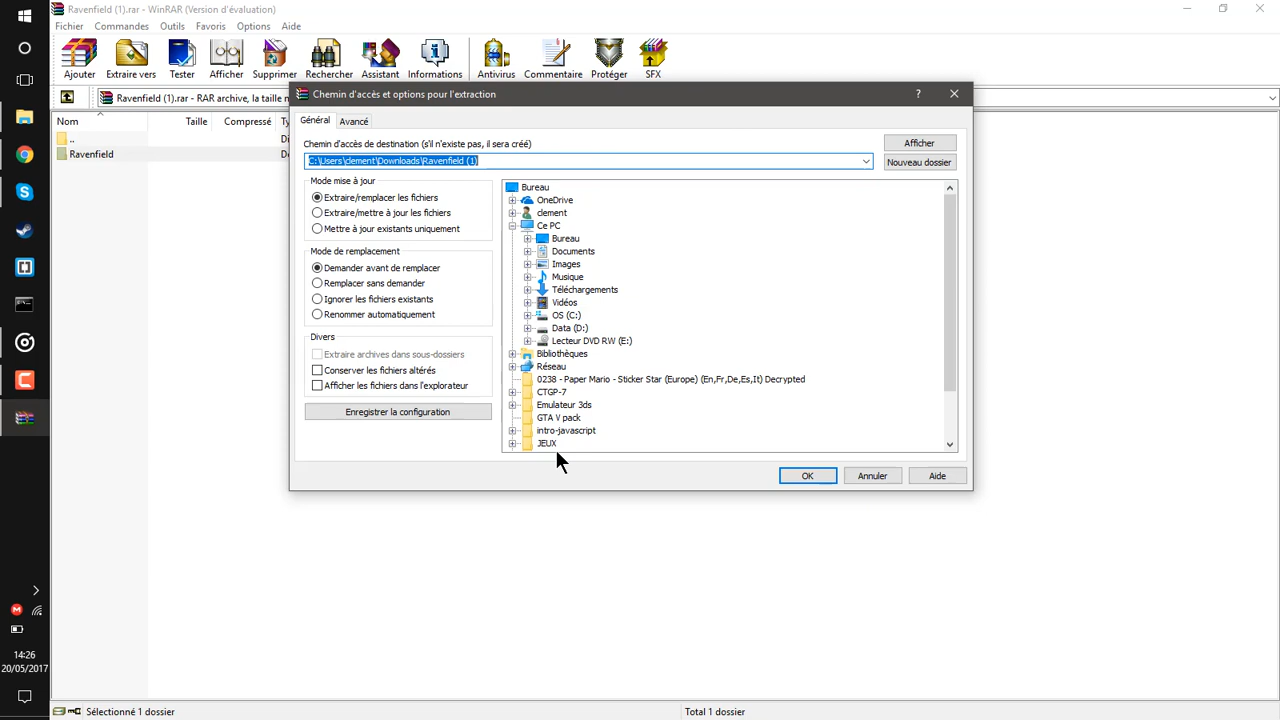 Ravenfield (1).rar - WinRAR (Version d'évaluation)
Fichier Commandes Outils Favoris Options Aide
Ajouter Extraire vers Tester Afficher Supprimer Rechercher Assistant Informations Antivirus Commentaire Protéger SFX
Ravenfield (1).rar - RAR archive, la taille n
Nom Taille Compressé Ty
.. Di
Ravenfield De
Chemin d'accès et options pour l'extraction ?
Général Avancé
Chemin d'accès de destination (s'il n'existe pas, il sera créé)
C:\Users\clement\Downloads\Ravenfield (1)
Afficher
Nouveau dossier
Mode mise à jour
Extraire/remplacer les fichiers
Extraire/mettre à jour les fichiers
Mettre à jour existants uniquement
Mode de remplacement
Demander avant de remplacer
Remplacer sans demander
Ignorer les fichiers existants
Renommer automatiquement
Divers
Extraire archives dans sous-dossiers
Conserver les fichiers altérés
Afficher les fichiers dans l'explorateur
Enregistrer la configuration
Bureau
OneDrive
clement
Ce PC
Bureau
Documents
Images
Musique
Téléchargements
Vidéos
OS (C:)
Data (D:)
Lecteur DVD RW (E:)
Bibliothèques
Réseau
0238 - Paper Mario - Sticker Star (Europe) (En,Fr,De,Es,It) Decrypted
CTGP-7
Emulateur 3ds
GTA V pack
intro-javascript
JEUX
OK Annuler Aide
14:26
20/05/2017
Sélectionné 1 dossier
Total 1 dossier